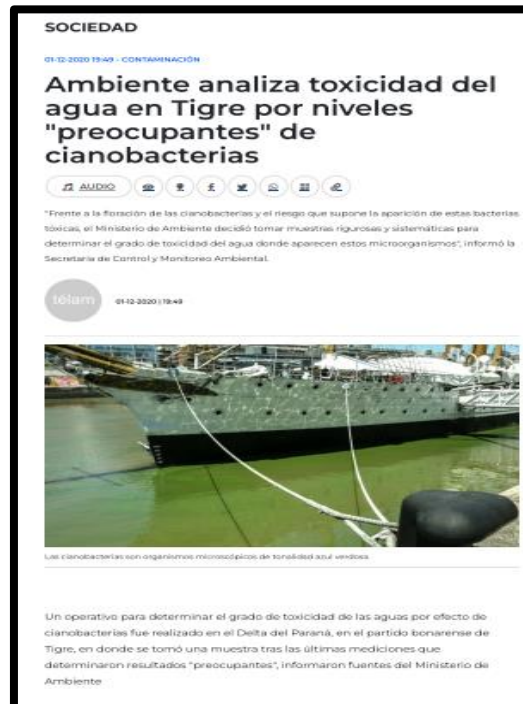 SOCIEDAD
01-12-2020 19:49 - CONTAMINACIÓN
Ambiente analiza toxicidad del
agua en Tigre por niveles
"preocupantes" de
cianobacterias
AUDIO
"Frente a la floración de las cianobacterias y el riesgo que supone la aparición de estas bacterias
tóxicas, el Ministerio de Ambiente decidió tomar muestras rigurosas y sistemáticas para
determinar el grado de toxicidad del agua donde aparecen estos microorganismos", informó la
Secretaría de Control y Monitoreo Ambiental.
télam
01-12-2020 | 19:49
Las cianobacterias son organismos microscópicos de tonalidad azul verdosa
Un operativo para determinar el grado de toxicidad de las aguas por efecto de
cianobacterias fue realizado en el Delta del Paraná, en el partido bonarense de
Tigre, en donde se tomó una muestra tras las últimas mediciones que
determinaron resultados "preocupantes", informaron fuentes del Ministerio de
Ambiente